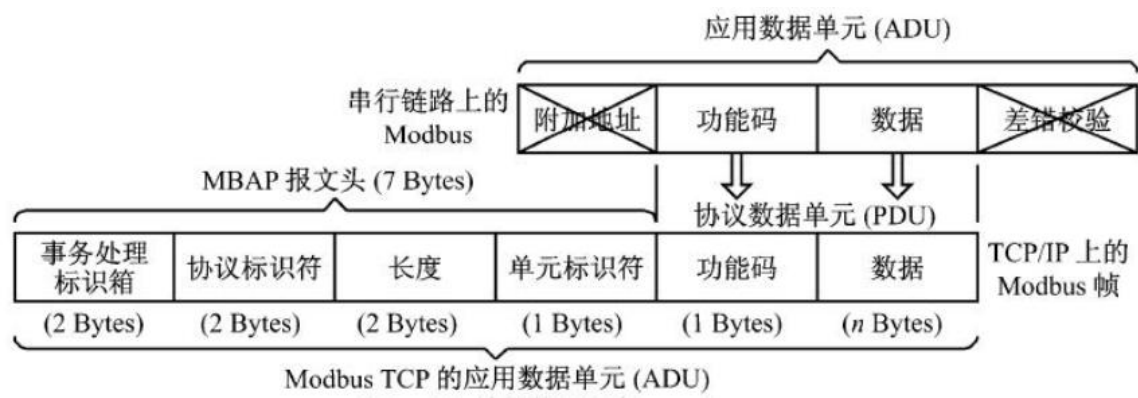 应用数据单元 (ADU)
串行链路上的
Modbus
附加地址 功能码 数据 差错校验
MBAP 报文头 (7 Bytes)
协议数据单元 (PDU)
事务处理
标识箱
协议标识符 长度 单元标识符 功能码 数据
TCP/IP 上的
Modbus 帧
(2 Bytes) (2 Bytes) (2 Bytes) (1 Bytes) (1 Bytes) (n Bytes)
Modbus TCP 的应用数据单元 (ADU)